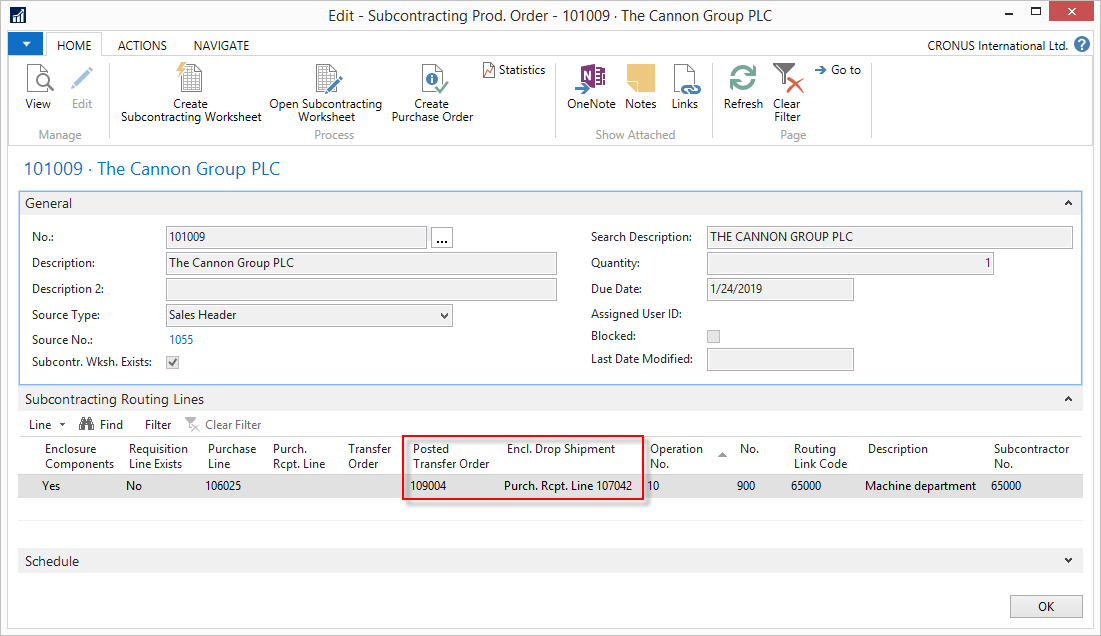 Edit - Subcontracting Prod. Order - 101009 · The Cannon Group PLC
HOME ACTIONS NAVIGATE
CRONUS International Ltd. ?
View
Edit
Manage
Create
Subcontracting Worksheet
Open Subcontracting
Worksheet
Create
Purchase Order
Statistics
Process
OneNote
Notes
Links
Show Attached
Refresh
Clear
Filter
Go to
Page
101009 · The Cannon Group PLC
General
No.: 101009 ...
Description: The Cannon Group PLC
Description 2:
Source Type: Sales Header
Source No.: 1055
Subcontr. Wksh. Exists:
Search Description: THE CANNON GROUP PLC
Quantity: 1
Due Date: 1/24/2019
Assigned User ID:
Blocked:
Last Date Modified:
Subcontracting Routing Lines
Line Find Filter Clear Filter
Enclosure Components Requisition Line Exists Purchase Line Purch. Rcpt. Line Transfer Order Posted Transfer Order Encl. Drop Shipment Operation No. No. Routing Link Code Description Subcontractor No.
Yes No 106025 109004 Purch. Rcpt. Line 107042 10 900 65000 Machine department 65000
Schedule
OK